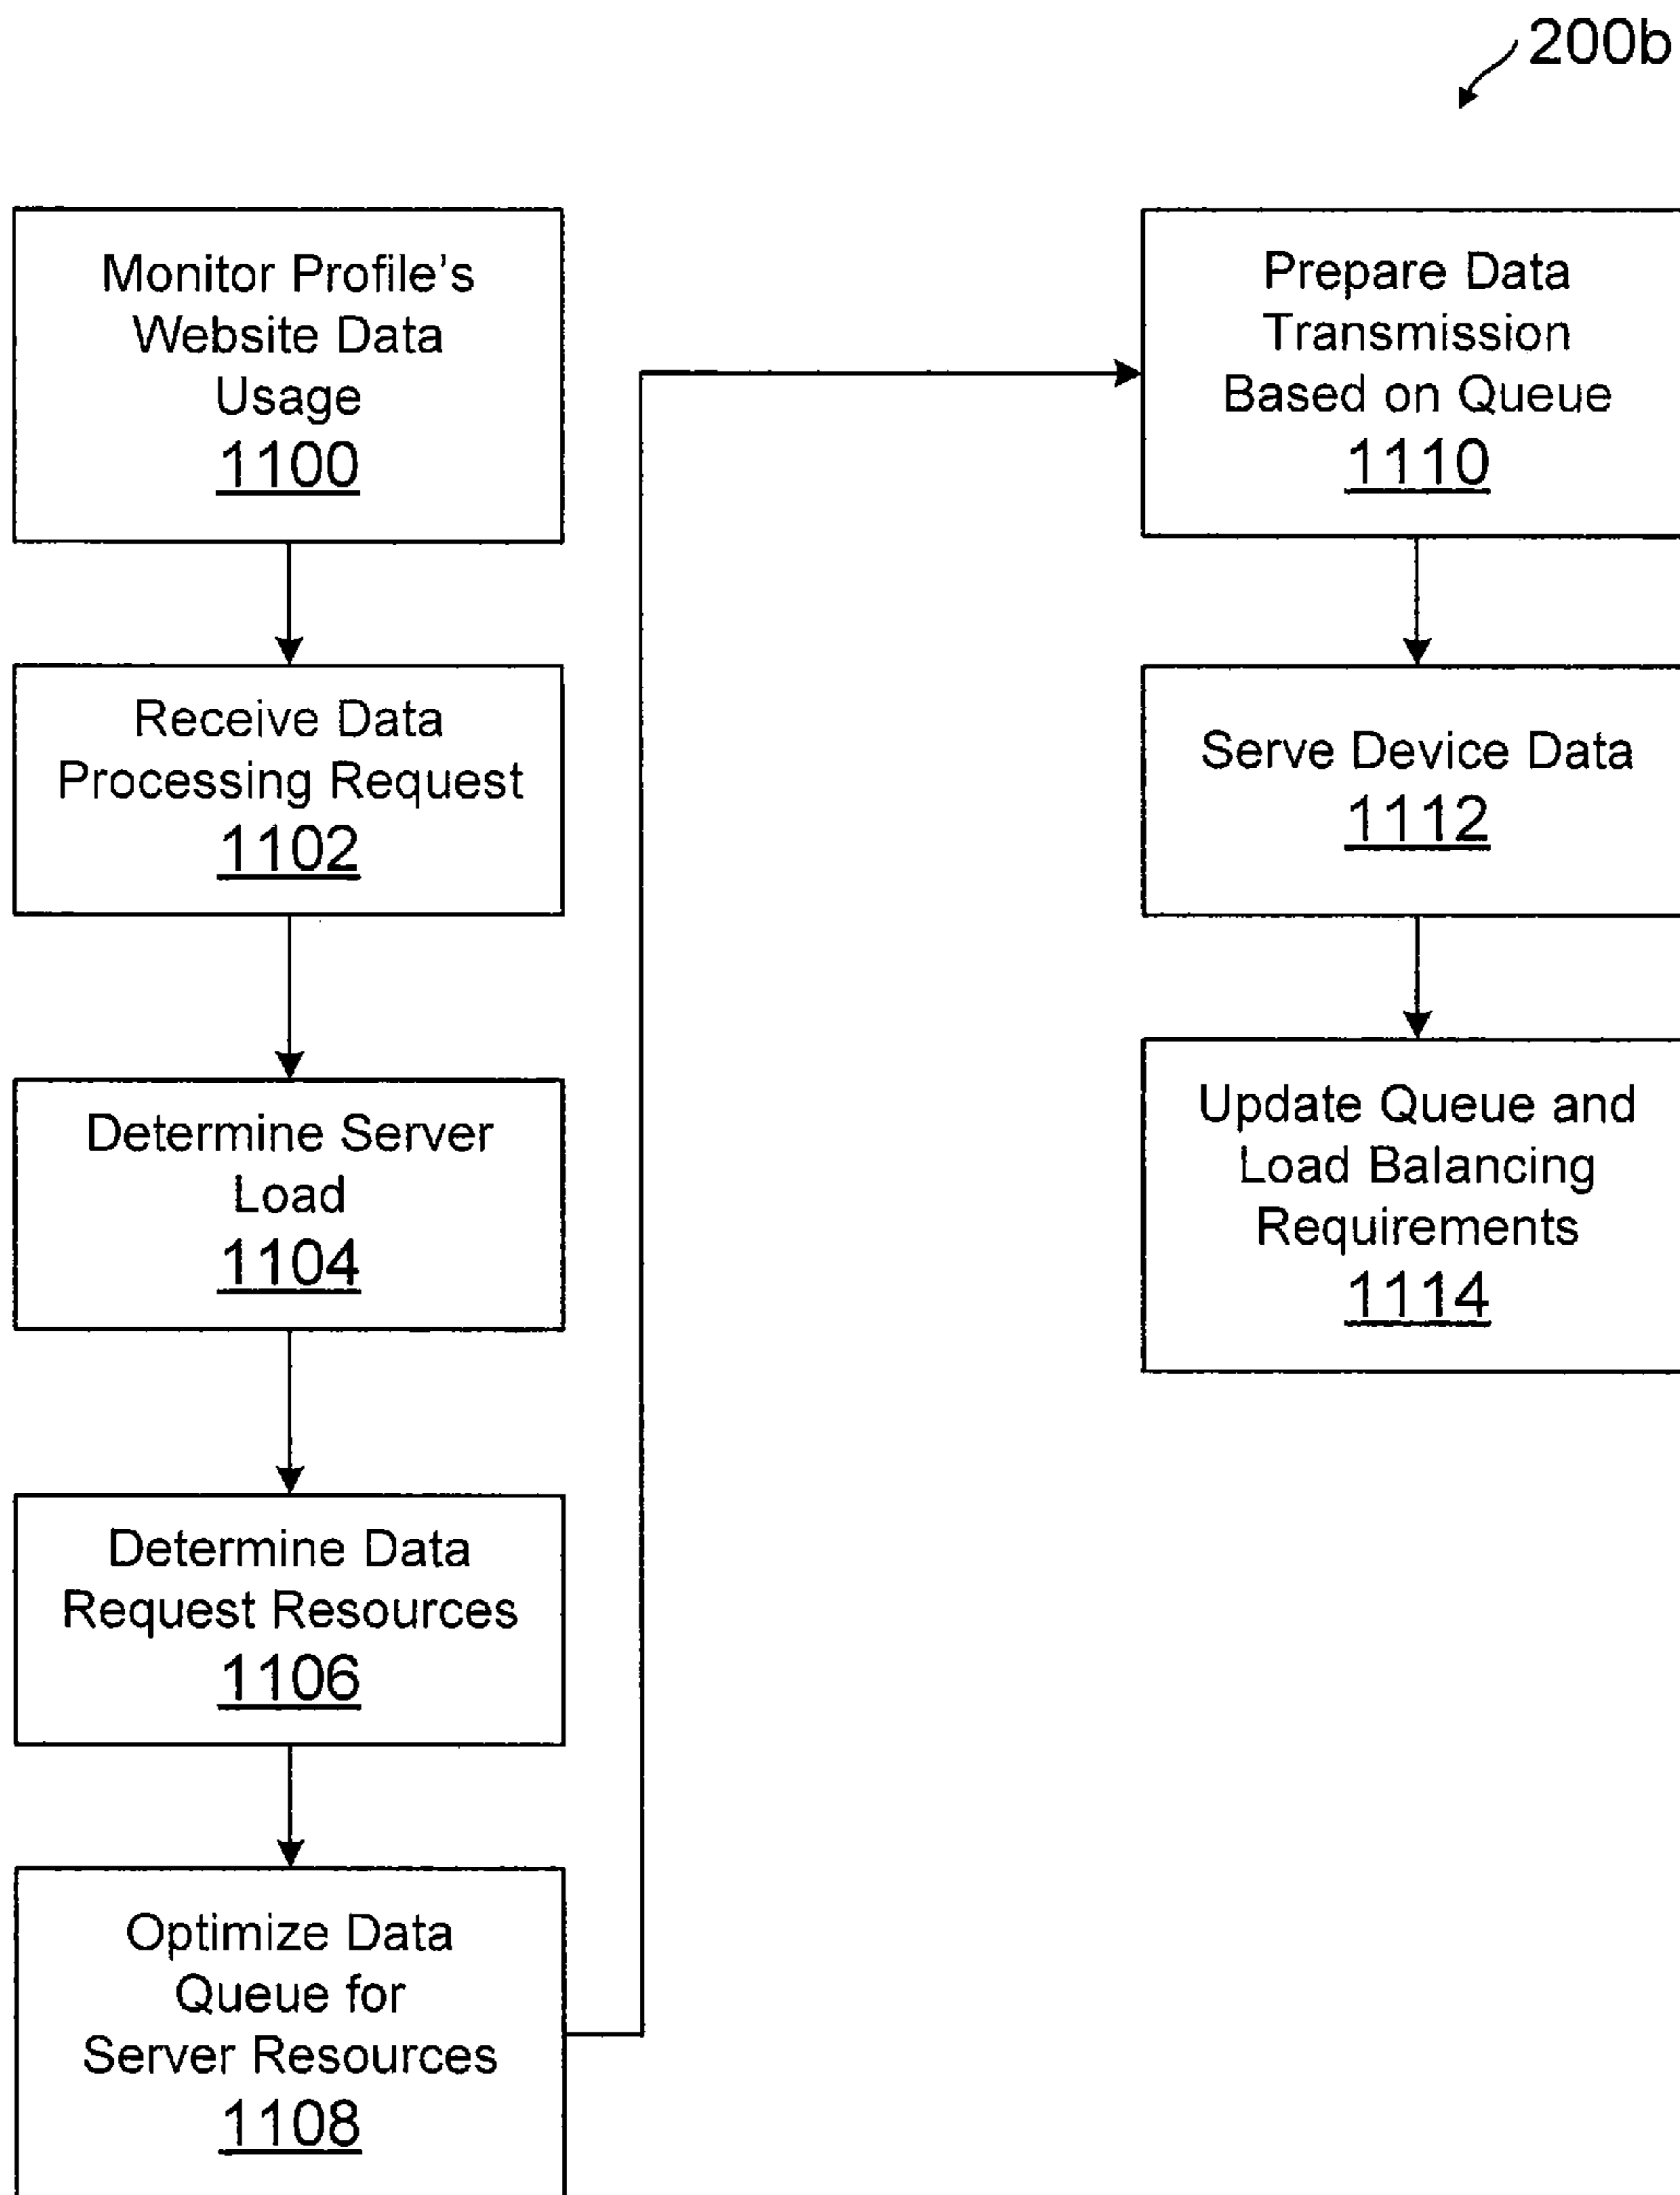 200b
Monitor Profile's
Website Data
Usage
1100
Receive Data
Processing Request
1102
Determine Server
Load
1104
Determine Data
Request Resources
1106
Optimize Data
Queue for
Server Resources
1108
Prepare Data
Transmission
Based on Queue
1110
Serve Device Data
1112
Update Queue and
Load Balancing
Requirements
1114